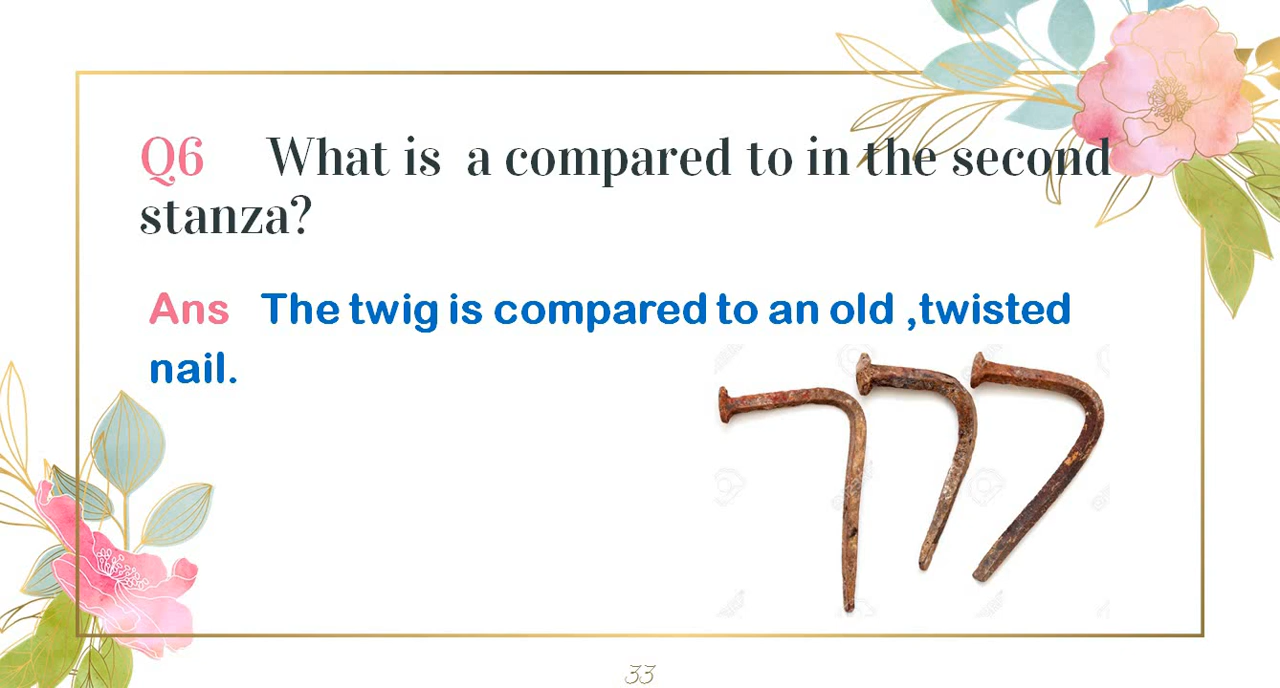 Q6 What is a compared to in the second
stanza?
Ans The twig is compared to an old ,twisted
nail.
33